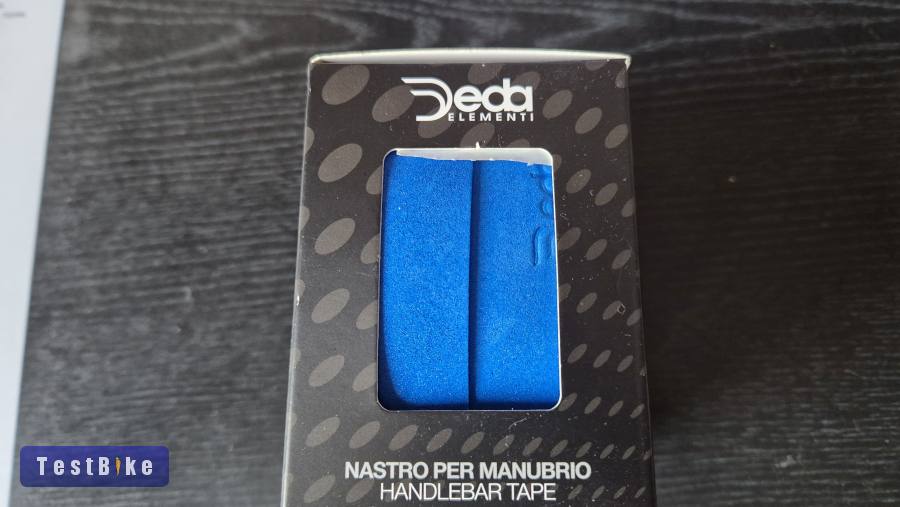 Deda
ELEMENTI
NASTRO PER MANUBRIO
HANDLEBAR TAPE
TestBike